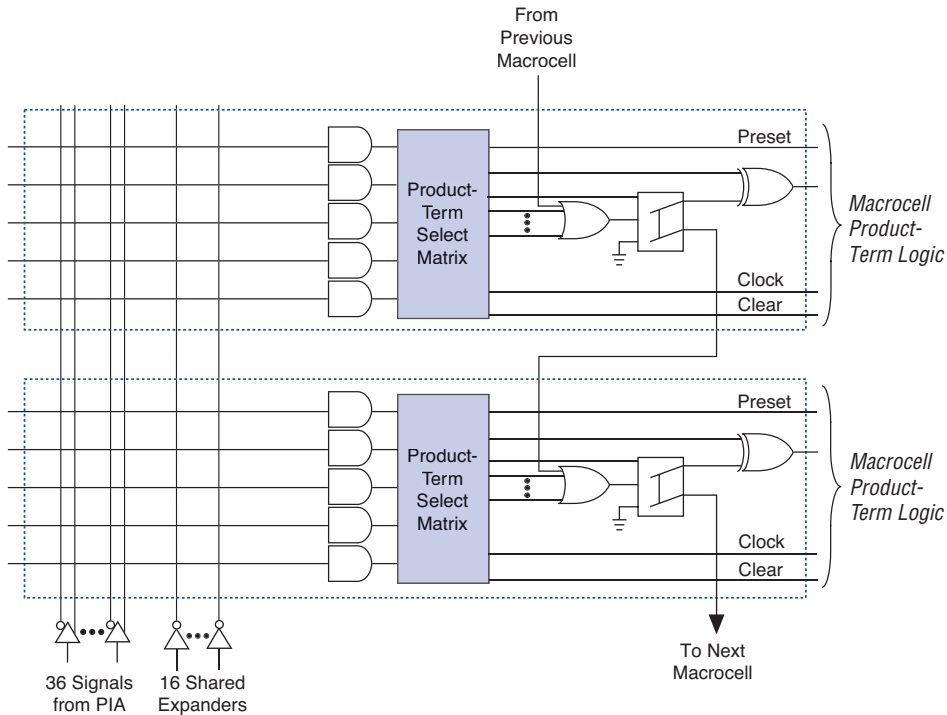 From
Previous
Macrocell
Preset
Product-
Term
Select
Matrix
Macrocell
Product-
Term Logic
Clock
Clear
Preset
Product-
Term
Select
Matrix
Macrocell
Product-
Term Logic
Clock
Clear
36 Signals
from PIA
16 Shared
Expanders
To Next
Macrocell